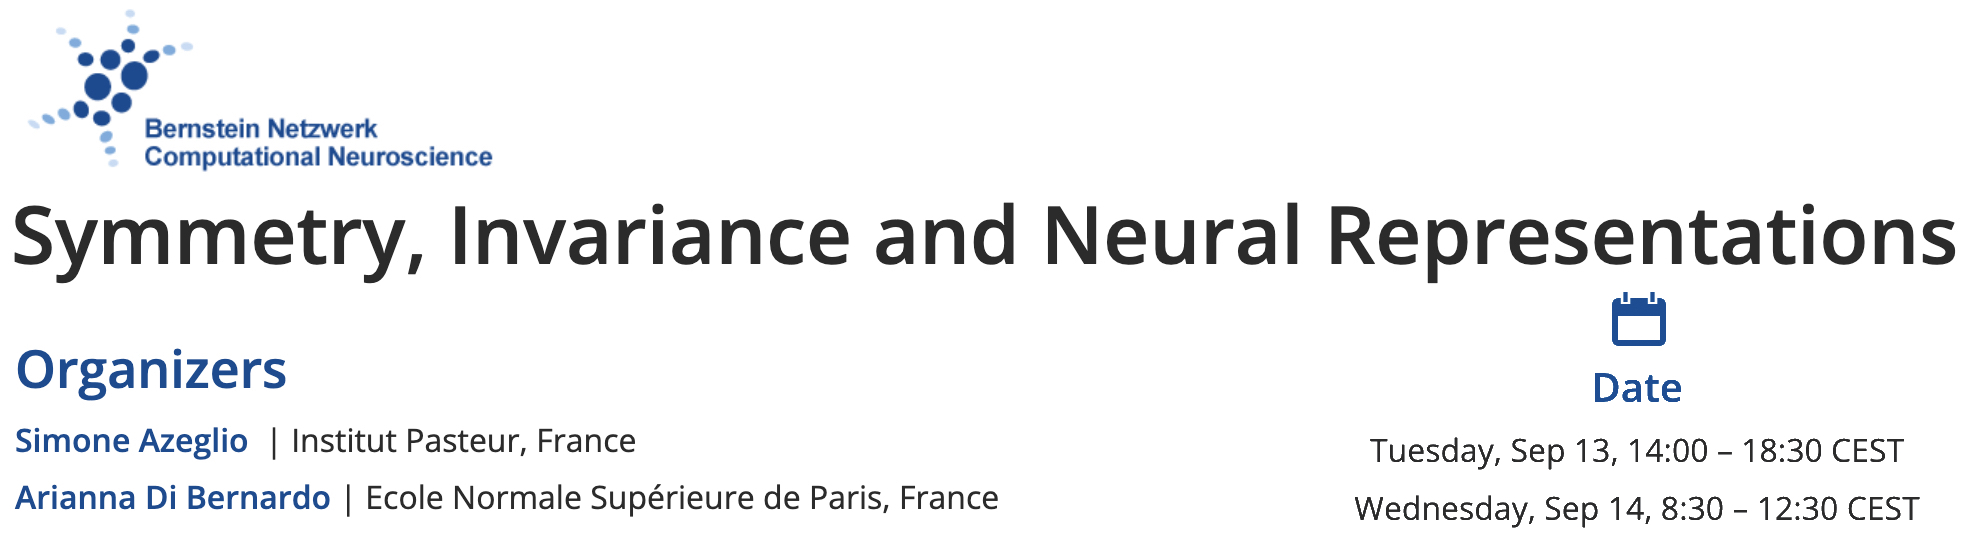 Bernstein Netzwerk
Computational Neuroscience
Symmetry, Invariance and Neural Representations
Organizers
Simone Azeglio | Institut Pasteur, France
Arianna Di Bernardo | Ecole Normale Supérieure de Paris, France
Date
Tuesday, Sep 13, 14:00 – 18:30 CEST
Wednesday, Sep 14, 8:30 – 12:30 CEST